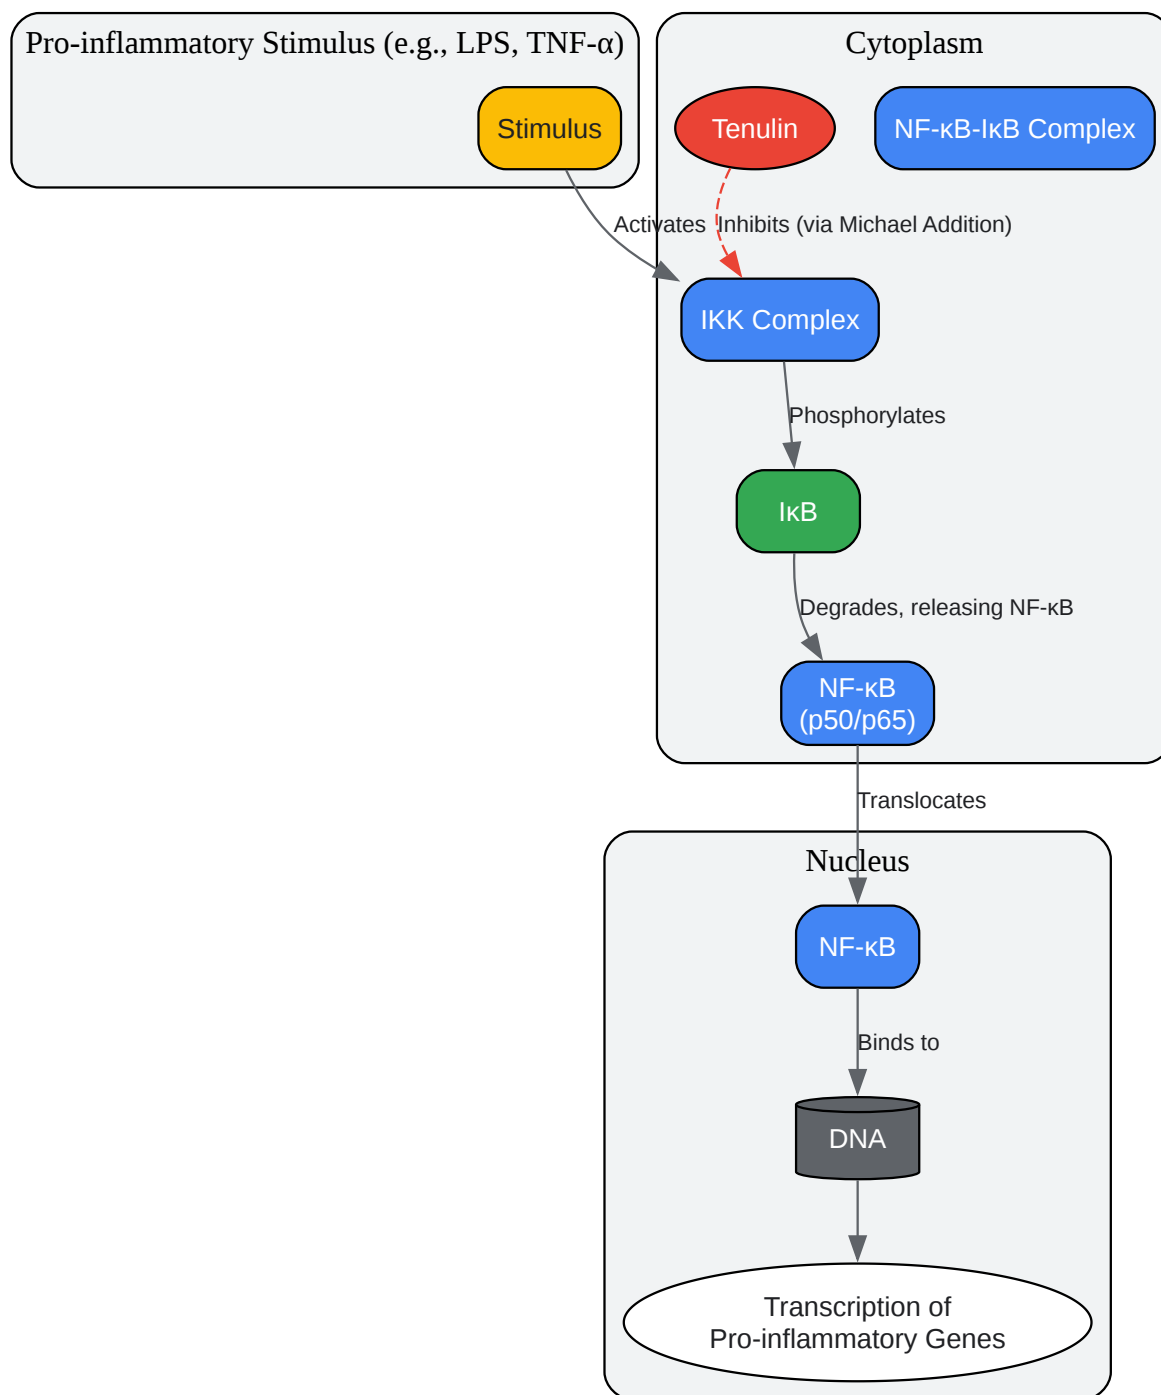 Pro-inflammatory Stimulus (e.g., LPS, TNF-α)
Cytoplasm
Stimulus
Tenulin
NF-κB-IκB Complex
Activates
Inhibits (via Michael Addition)
IKK Complex
Phosphorylates
IκB
Degrades, releasing NF-κB
NF-κB
(p50/p65)
Translocates
Nucleus
NF-κB
Binds to
DNA
Transcription of
Pro-inflammatory Genes